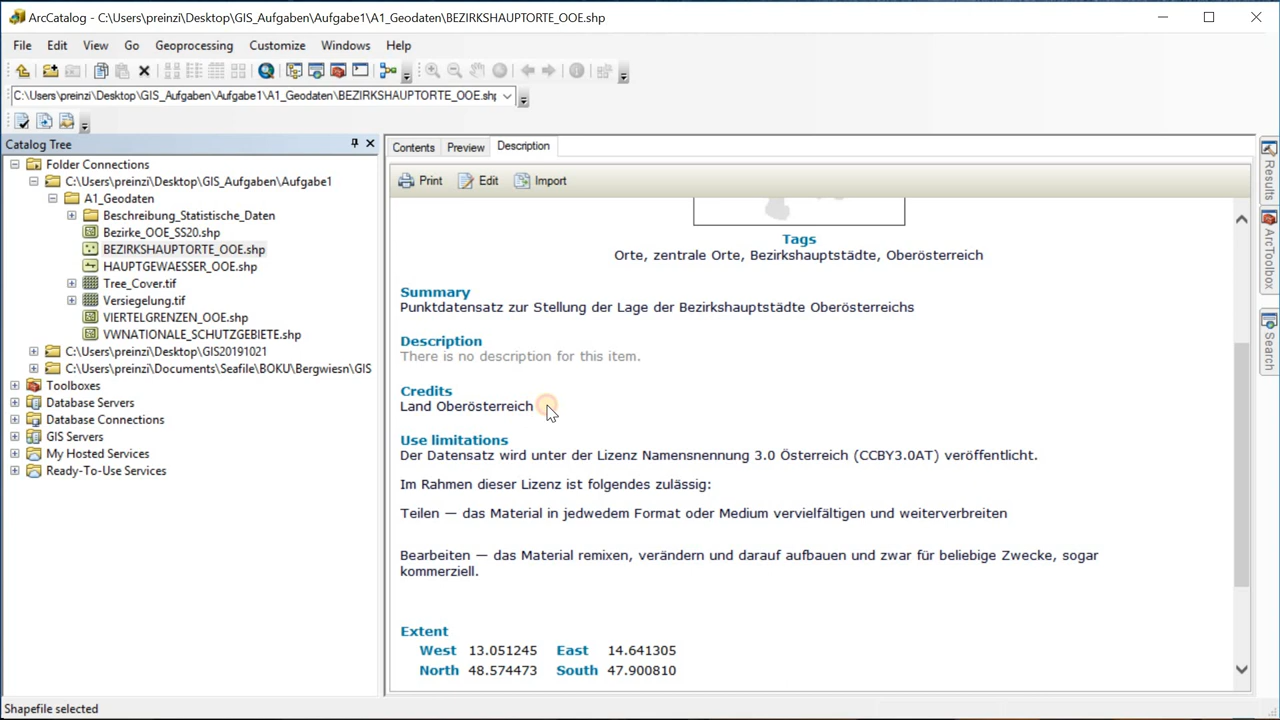 ArcCatalog - C:\Users\preinzi\Desktop\GIS_Aufgaben\Aufgabe1\A1_Geodaten\BEZIRKSHAUPTORTE_OOE.shp
File Edit View Go Geoprocessing Customize Windows Help
C:\Users\preinzi\Desktop\GIS_Aufgaben\Aufgabe1\A1_Geodaten\BEZIRKSHAUPTORTE_OOE.shp
Catalog Tree
Folder Connections
C:\Users\preinzi\Desktop\GIS_Aufgaben\Aufgabe1
A1_Geodaten
Beschreibung_Statistische_Daten
Bezirke_OOE_SS20.shp
BEZIRKSHAUPTORTE_OOE.shp
HAUPTGEWAESSER_OOE.shp
Tree_Cover.tif
Versiegelung.tif
VIERTELGRENZEN_OOE.shp
VWNATIONALE_SCHUTZGEBIETE.shp
C:\Users\preinzi\Desktop\GIS20191021
C:\Users\preinzi\Documents\Seafile\BOKU\Bergwiesn\GIS
Toolboxes
Database Servers
Database Connections
GIS Servers
My Hosted Services
Ready-To-Use Services
Contents Preview Description
Print Edit Import
Tags
Orte, zentrale Orte, Bezirkshauptstädte, Oberösterreich
Summary
Punktdatensatz zur Stellung der Lage der Bezirkshauptstädte Oberösterreichs
Description
There is no description for this item.
Credits
Land Oberösterreich
Use limitations
Der Datensatz wird unter der Lizenz Namensnennung 3.0 Österreich (CCBY3.0AT) veröffentlicht.
Im Rahmen dieser Lizenz ist folgendes zulässig:
Teilen — das Material in jedwedem Format oder Medium vervielfältigen und weiterverbreiten
Bearbeiten — das Material remixen, verändern und darauf aufbauen und zwar für beliebige Zwecke, sogar
kommerziell.
Extent
West 13.051245 East 14.641305
North 48.574473 South 47.900810
Results
ArcToolbox
Search
Shapefile selected